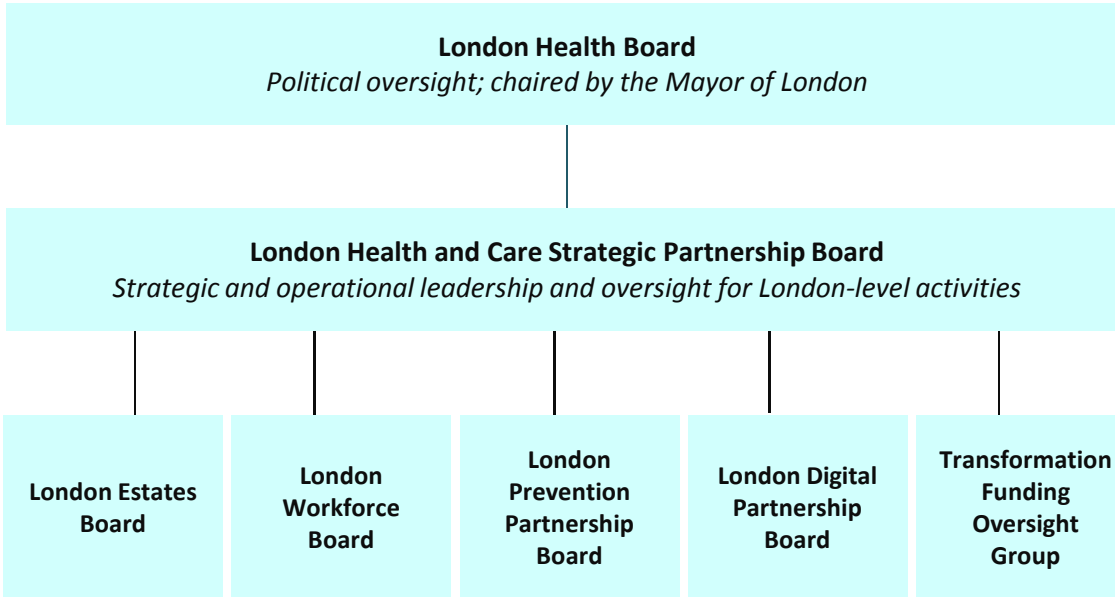 London Health Board
Political oversight; chaired by the Mayor of London
London Health and Care Strategic Partnership Board
Strategic and operational leadership and oversight for London-level activities
London Estates
Board
London
Workforce
Board
London
Prevention
Partnership
Board
London Digital
Partnership
Board
Transformation
Funding
Oversight
Group